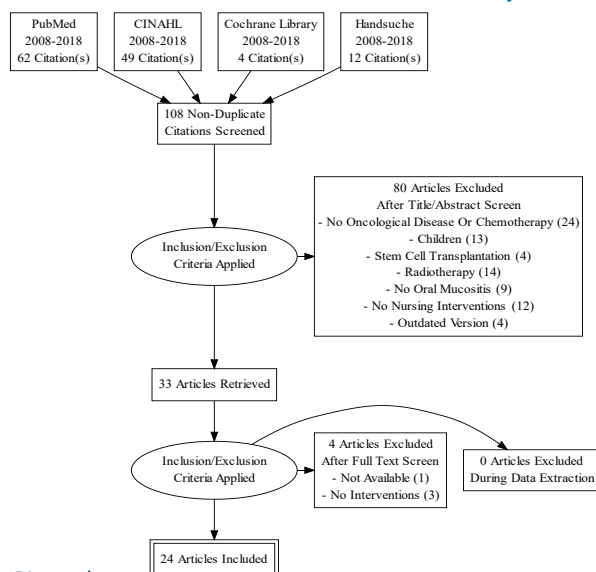 PubMed
2008-2018
62 Citation(s)
CINAHL
2008-2018
49 Citation(s)
Cochrane Library
2008-2018
4 Citation(s)
Handsuche
2008-2018
12 Citation(s)
108 Non-Duplicate
Citations Screened
Inclusion/Exclusion
Criteria Applied
80 Articles Excluded
After Title/Abstract Screen
- No Oncological Disease Or Chemotherapy (24)
- Children (13)
- Stem Cell Transplantation (4)
- Radiotherapy (14)
- No Oral Mucositis (9)
- No Nursing Interventions (12)
- Outdated Version (4)
33 Articles Retrieved
Inclusion/Exclusion
Criteria Applied
4 Articles Excluded
After Full Text Screen
- Not Available (1)
- No Interventions (3)
0 Articles Excluded
During Data Extraction
24 Articles Included